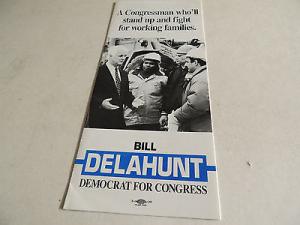 A Congressman who'll
stand up and fight
for working families.
BILL
DELAHUNT
DEMOCRAT FOR CONGRESS